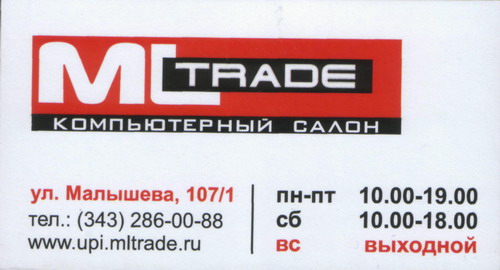 ML TRADE
КОМПЬЮТЕРНЫЙ САЛОН
ул. Малышева, 107/1
тел.: (343) 286-00-88
www.upi.mltrade.ru
пн-пт 10.00-19.00
сб 10.00-18.00
вс выходной